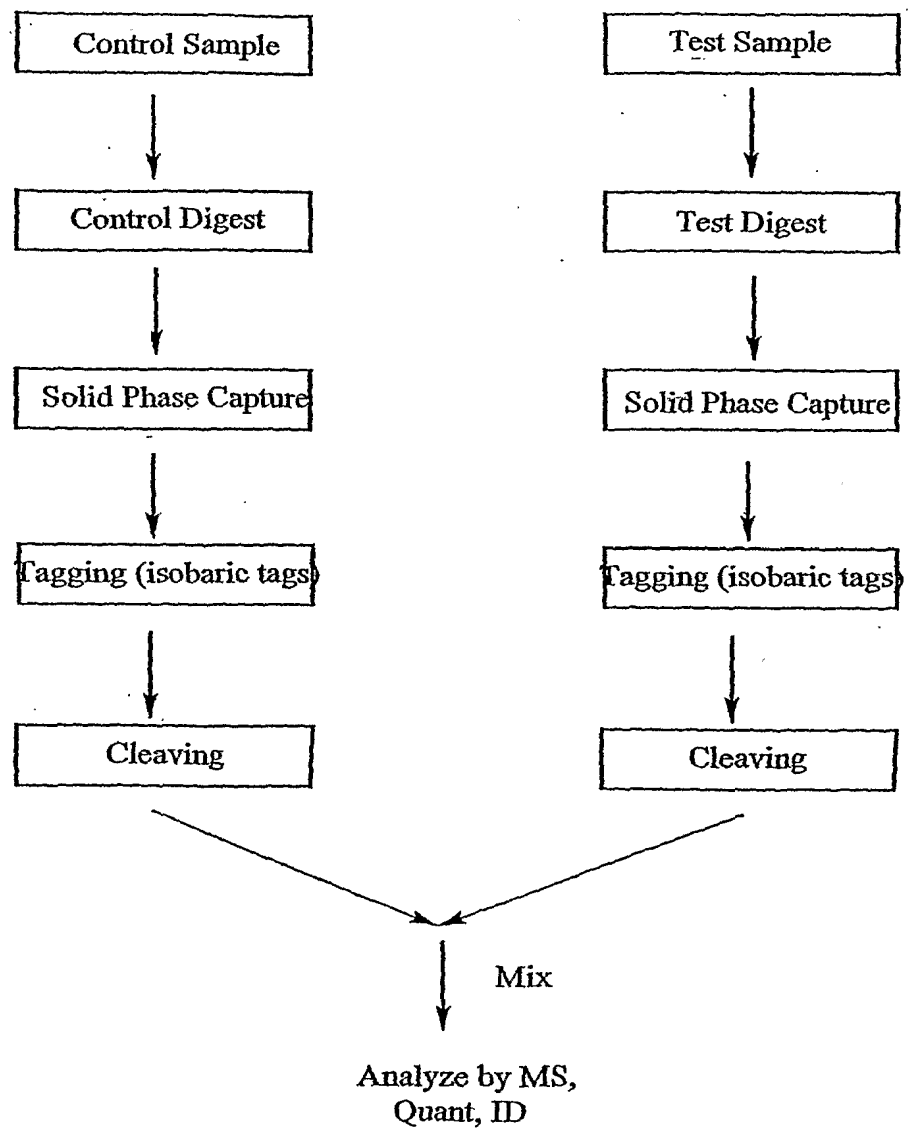 Control Sample
Test Sample
Control Digest
Test Digest
Solid Phase Capture
Solid Phase Capture
Tagging (isobaric tags)
Tagging (isobaric tags)
Cleaving
Cleaving
Mix
Analyze by MS,
Quant, ID